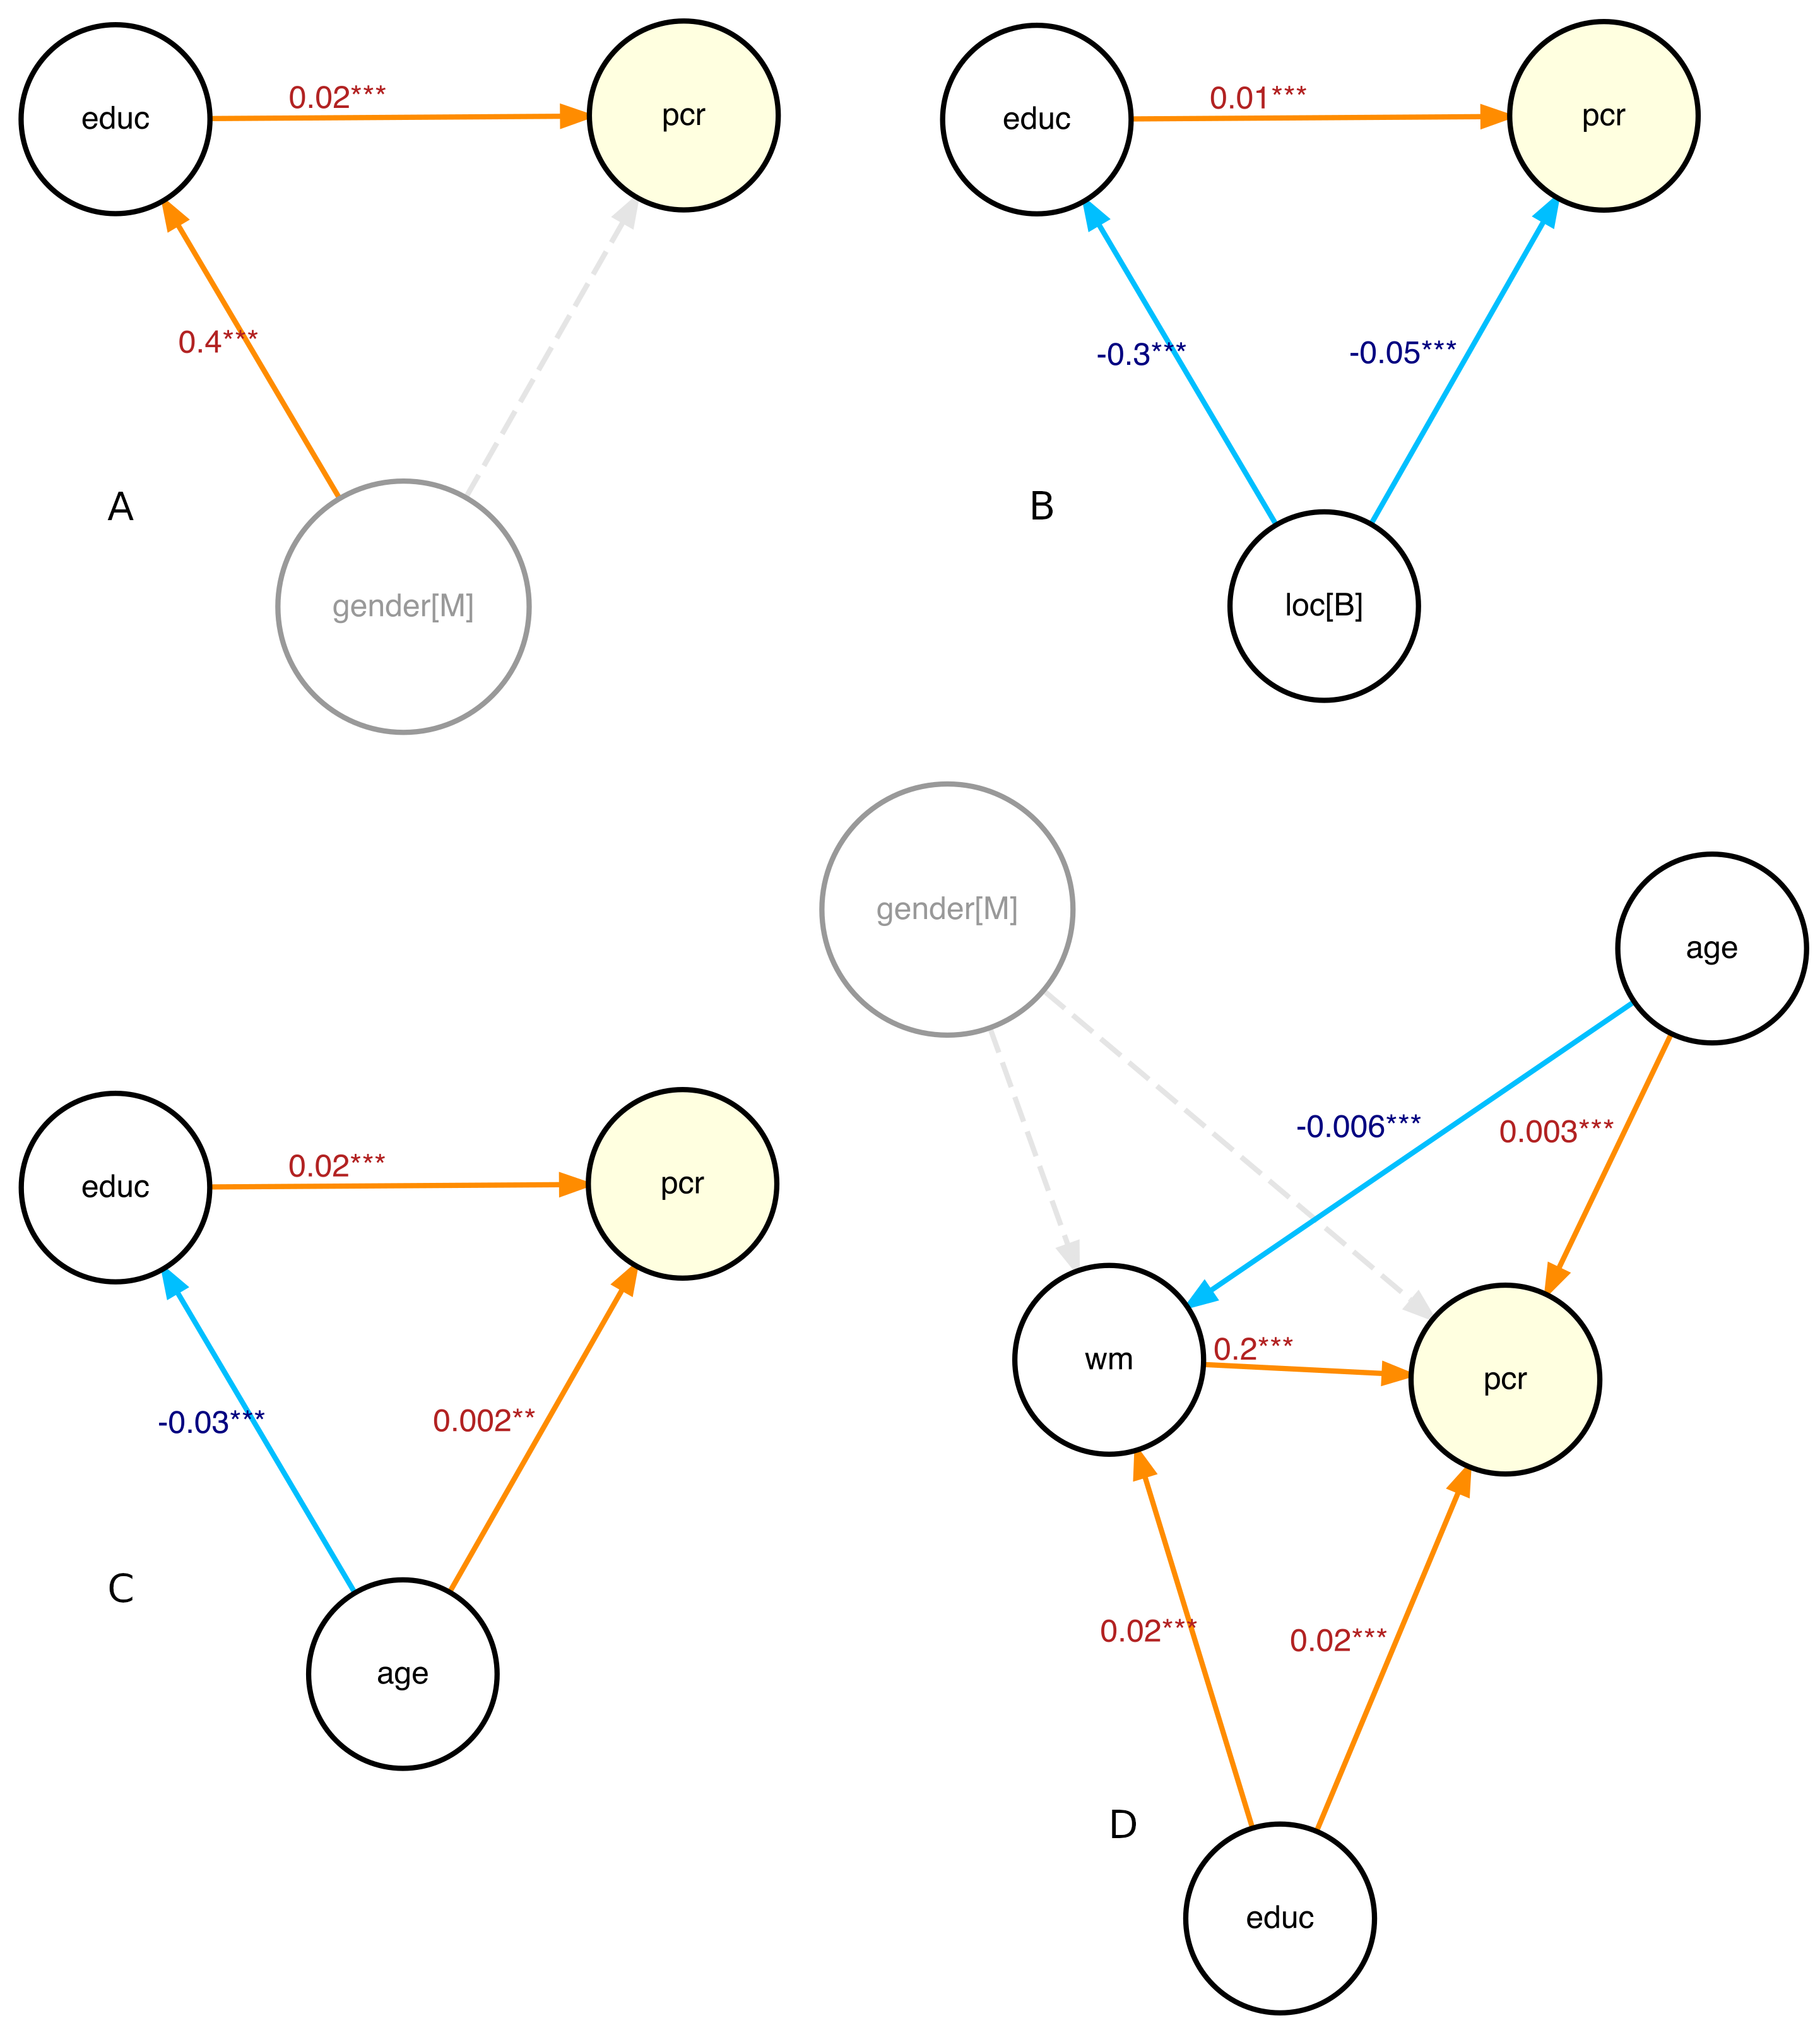 educ
0.02***
pcr
0.4***
A
gender[M]
educ
0.01***
pcr
-0.3***
-0.05***
B
loc[B]
educ
0.02***
pcr
-0.03***
0.002**
C
age
gender[M]
age
-0.006***
0.003***
wm
0.2***
pcr
0.02***
0.02***
D
educ